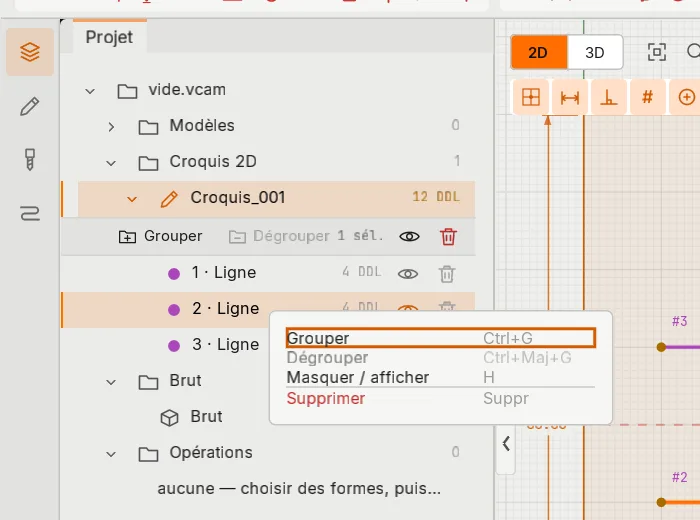 Projet
2D 3D
vide.vcam
Modèles 0
#
Croquis 2D 1
Croquis_001 12 DDL
Grouper Dégrouper 1 sél.
1 · Ligne 4 DDL
2 · Ligne 4 DDL
#3
Grouper Ctrl+G
3 · Ligne
Dégrouper Ctrl+Maj+G
Masquer / afficher H
Brut
Supprimer Suppr
Brut
Opérations 0
#2
aucune — choisir des formes, puis…